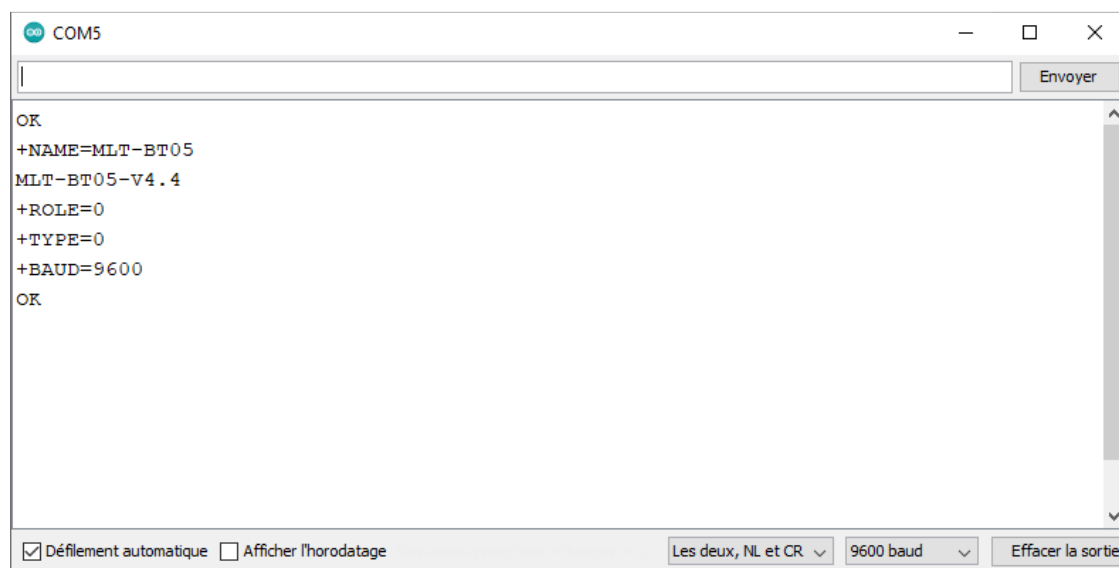 COM5
Envoyer
OK
+NAME=MLT-BT05
MLT-BT05-V4.4
+ROLE=0
+TYPE=0
+BAUD=9600
OK
Défilement automatique Afficher l'horodatage Les deux, NL et CR 9600 baud Effacer la sortie